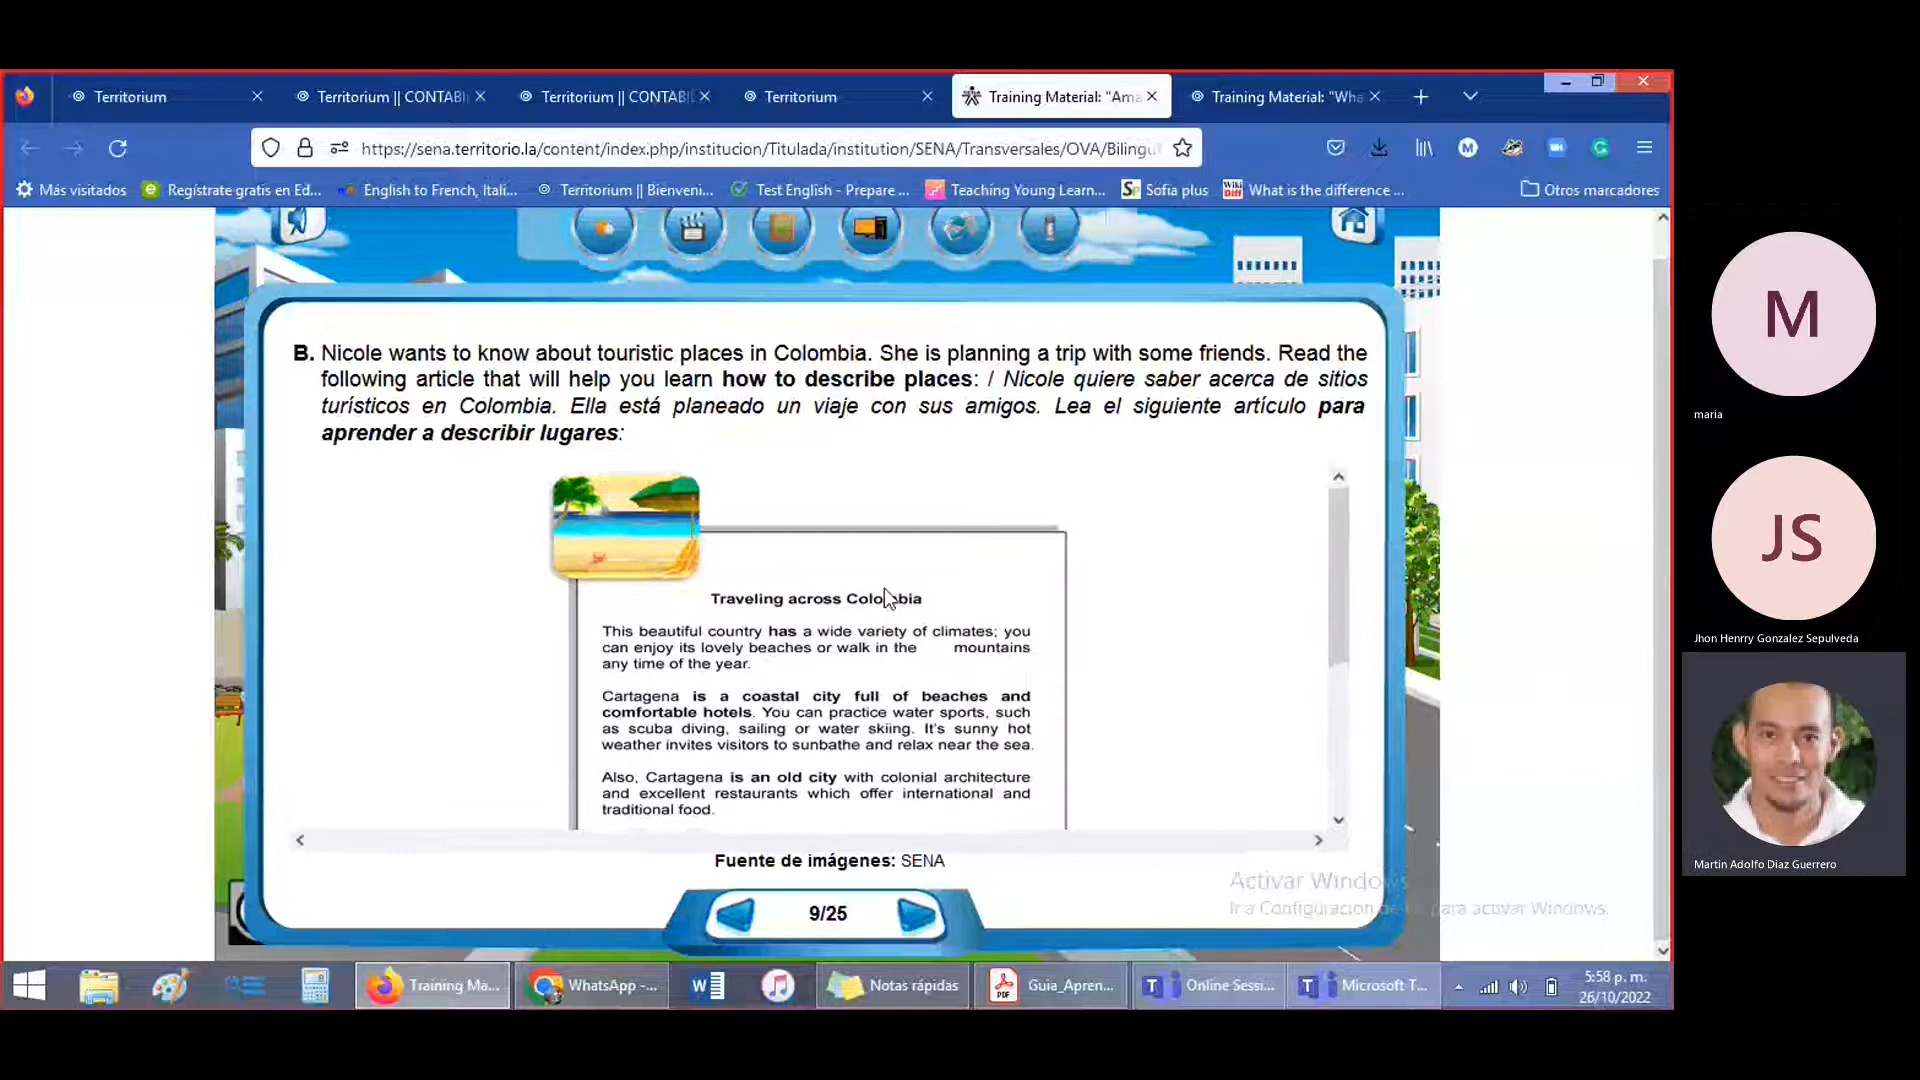 Territorium
Territorium || CONTABI
Territorium || CONTABI
Territorium
Training Material: "Ama
Training Material: "Wha
https://sena.territorio.la/content/index.php/institucion/Titulada/institution/SENA/Transversales/OVA/Bilingu
Más visitados
Regístrate gratis en Ed...
English to French, Itali...
Territorium || Bienveni...
Test English - Prepare ...
Teaching Young Learn...
Sofia plus
What is the difference ...
Otros marcadores
B. Nicole wants to know about touristic places in Colombia. She is planning a trip with some friends. Read the
following article that will help you learn how to describe places: / Nicole quiere saber acerca de sitios
turísticos en Colombia. Ella está planeado un viaje con sus amigos. Lea el siguiente artículo para
aprender a describir lugares:
Traveling across Colombia
This beautiful country has a wide variety of climates; you
can enjoy its lovely beaches or walk in the mountains
any time of the year.
Cartagena is a coastal city full of beaches and
comfortable hotels. You can practice water sports, such
as scuba diving, sailing or water skiing. It's sunny hot
weather invites visitors to sunbathe and relax near the sea.
Also, Cartagena is an old city with colonial architecture
and excellent restaurants which offer international and
traditional food.
Fuente de imágenes: SENA
9/25
Activar Windows
Ir a Configuración de para activar Windows.
Training Ma...
WhatsApp -...
Notas rápidas
Guia_Apren...
Online Sessi...
Microsoft T...
5:58 p. m.
26/10/2022
M
maria
JS
Jhon Henrry Gonzalez Sepulveda
Martin Adolfo Diaz Guerrero